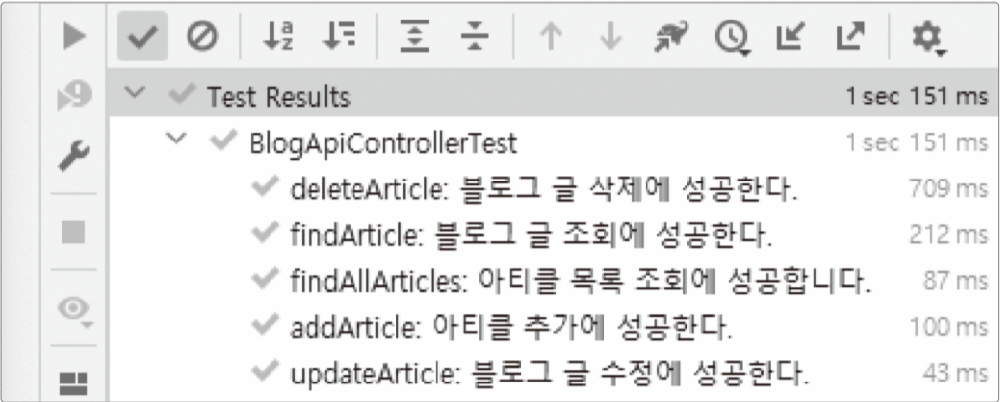 Test Results 1 sec 151 ms
BlogApiControllerTest 1 sec 151 ms
deleteArticle: 블로그 글 삭제에 성공한다. 709 ms
findArticle: 블로그 글 조회에 성공한다. 212 ms
findAllArticles: 아티클 목록 조회에 성공합니다. 87 ms
addArticle: 아티클 추가에 성공한다. 100 ms
updateArticle: 블로그 글 수정에 성공한다. 43 ms